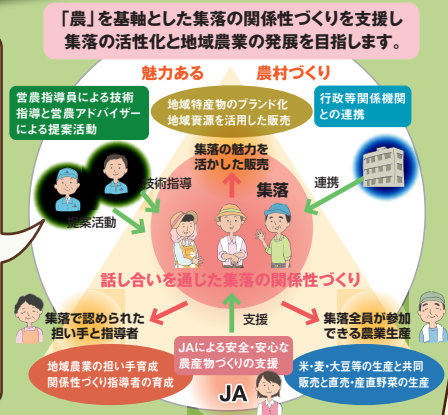 「農」を基軸とした集落の関係性づくりを支援し
集落の活性化と地域農業の発展を目指します。
魅力ある 農村づくり
営農指導員による技術
指導と営農アドバイザー
による提案活動
地域特産物のブランド化
地域資源を活用した販売
行政等関係機関
との連携
集落の魅力を
活かした販売
技術指導
集落
連携
提案活動
話し合いを通じた集落の関係性づくり
集落で認められた
担い手と指導者
支援
集落全員が参加
できる農業生産
地域農業の担い手育成
関係性づくり指導者の育成
JAによる安全・安心な
農産物づくりの支援
米・麦・大豆等の生産と共同
販売と直売・産直野菜の生産
JA